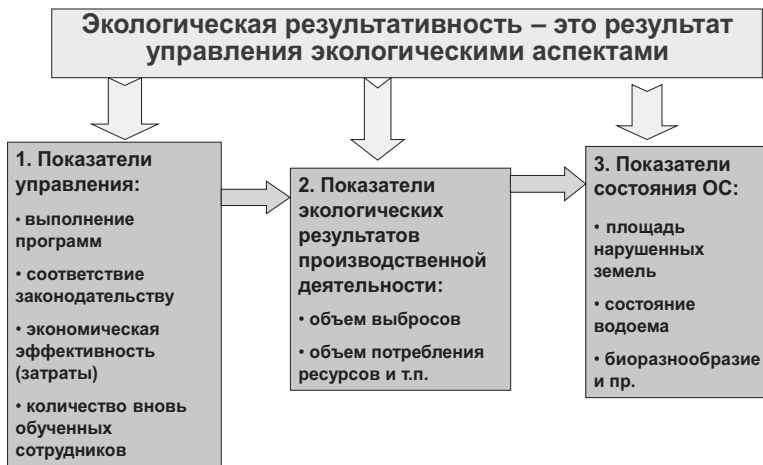 Экологическая результативность – это результат
управления экологическими аспектами
1. Показатели
управления:
• выполнение
программ
• соответствие
законодательству
• экономическая
эффективность
(затраты)
• количество вновь
обученных
сотрудников
2. Показатели
экологических
результатов
производственной
деятельности:
• объем выбросов
• объем потребления
ресурсов и т.п.
3. Показатели
состояния ОС:
• площадь
нарушенных
земель
• состояние
водоема
• биоразнообразие
и пр.